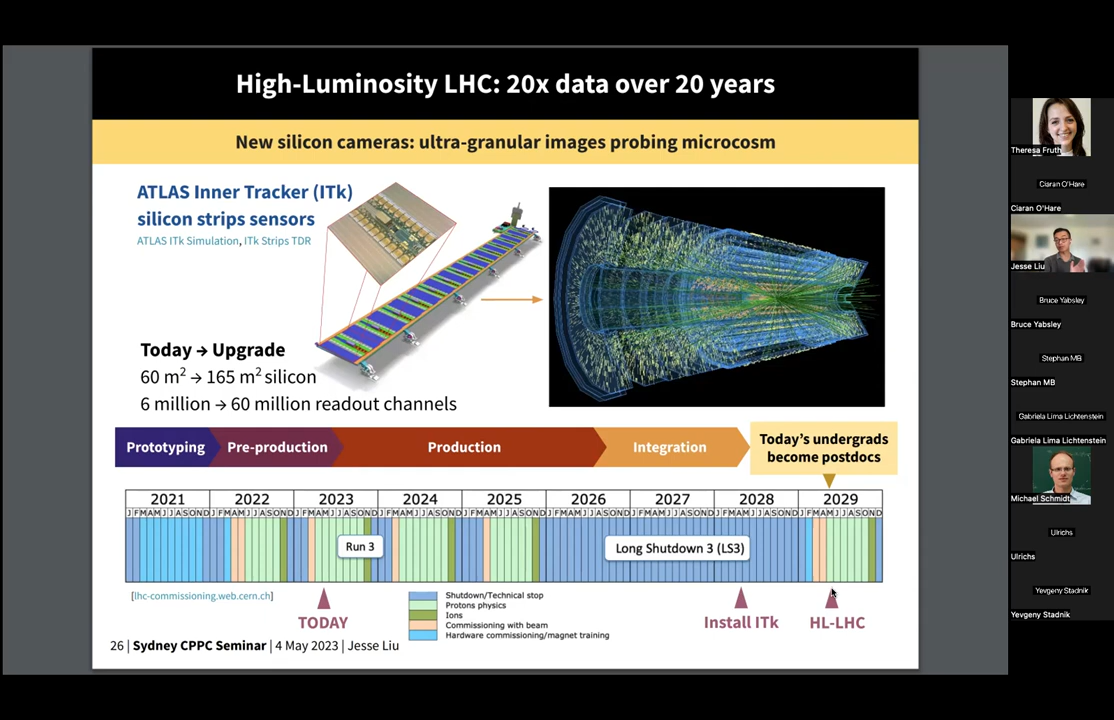 High-Luminosity LHC: 20x data over 20 years
New silicon cameras: ultra-granular images probing microcosm
ATLAS Inner Tracker (ITk)
silicon strips sensors
ATLAS ITk Simulation, ITk Strips TDR
Today → Upgrade
60 m² → 165 m² silicon
6 million → 60 million readout channels
Prototyping Pre-production Production Integration
Today's undergrads
become postdocs
2021 2022 2023 2024 2025 2026 2027 2028 2029
J F M A M J J A S O N D J F M A M J J A S O N D J F M A M J J A S O N D J F M A M J J A S O N D J F M A M J J A S O N D J F M A M J J A S O N D J F M A M J J A S O N D J F M A M J J A S O N D J F M A M J J A S O N D
Run 3
Long Shutdown 3 (LS3)
[lhc-commissioning.web.cern.ch]
TODAY
Shutdown/Technical stop
Protons physics
Ions
Commissioning with beam
Hardware commissioning/magnet training
Install ITk
HL-LHC
26 | Sydney CPPC Seminar | 4 May 2023 | Jesse Liu
Theresa Fruth
Ciaran O'Hare
Ciaran O'Hare
Jesse Liu
Bruce Yabsley
Bruce Yabsley
Stephan MB
Stephan MB
Gabriela Lima Lichtenstein
Gabriela Lima Lichtenstein
Michael Schmidt
Ulrichs
Ulrichs
Yevgeny Stadnik
Yevgeny Stadnik